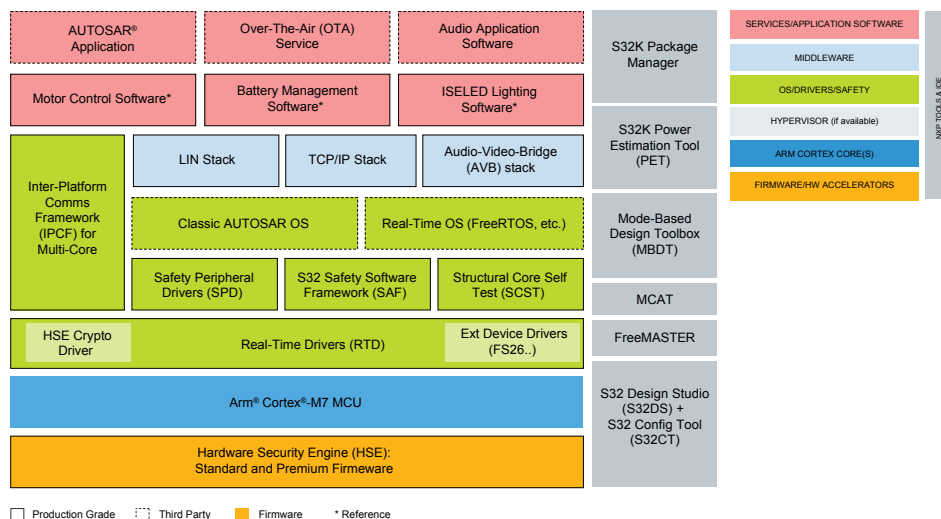 AUTOSAR®
Application
Over-The-Air (OTA)
Service
Audio Application
Software
Motor Control Software*
Battery Management
Software*
ISELED Lighting
Software*
Inter-Platform
Comms
Framework
(IPCF) for
Multi-Core
LIN Stack
TCP/IP Stack
Audio-Video-Bridge
(AVB) stack
Classic AUTOSAR OS
Real-Time OS (FreeRTOS, etc.)
Safety Peripheral
Drivers (SPD)
S32 Safety Software
Framework (SAF)
Structural Core Self
Test (SCST)
HSE Crypto
Driver
Real-Time Drivers (RTD)
Ext Device Drivers
(FS26..)
Arm® Cortex®-M7 MCU
Hardware Security Engine (HSE):
Standard and Premium Firmeware
S32K Package
Manager
S32K Power
Estimation Tool
(PET)
Mode-Based
Design Toolbox
(MBDT)
MCAT
FreeMASTER
S32 Design Studio
(S32DS) +
S32 Config Tool
(S32CT)
SERVICES/APPLICATION SOFTWARE
MIDDLEWARE
OS/DRIVERS/SAFETY
HYPERVISOR (if available)
ARM CORTEX CORE(S)
FIRMWARE/HW ACCELERATORS
NXP TOOLS & IDE
Production Grade
Third Party
Firmware
* Reference